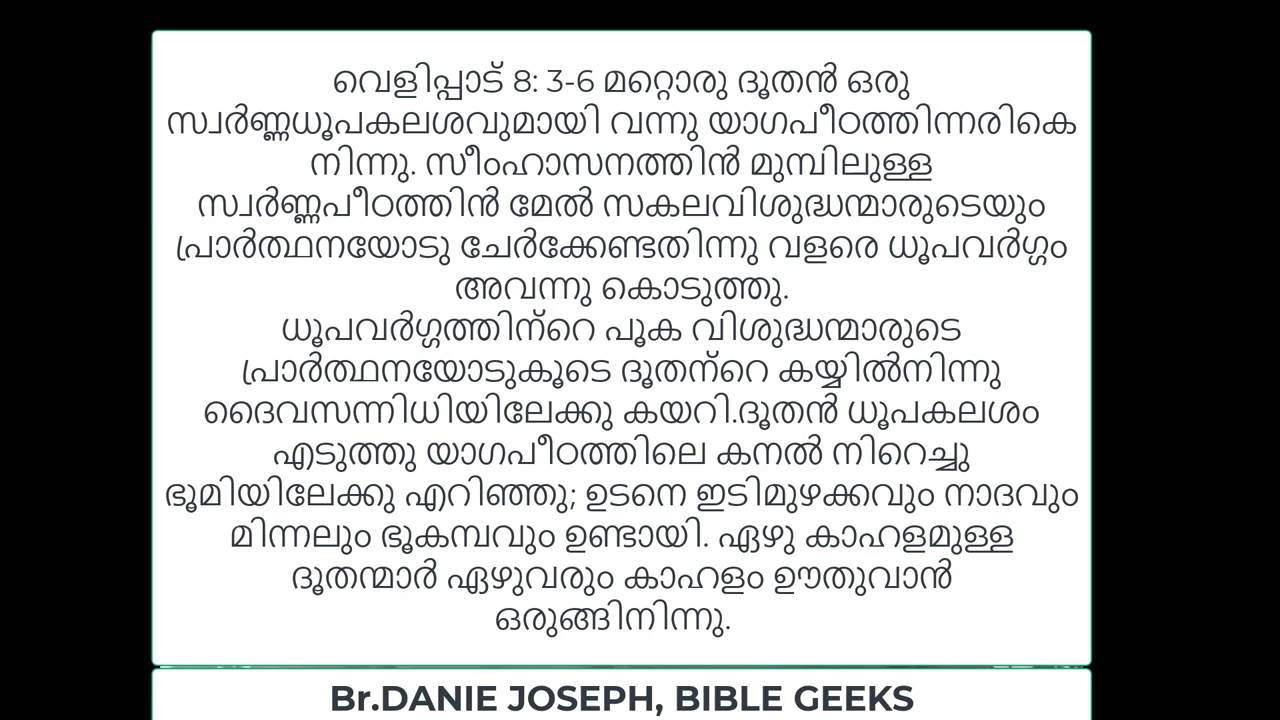 വെളിപ്പാട് 8: 3-6 മറ്റൊരു ദൂതൻ ഒരു
സ്വർണ്ണധൂപകലശവുമായി വന്നു യാഗപീഠത്തിന്നരികെ
നിന്നു. സീംഹാസനത്തിൻ മുമ്പിലുള്ള
സ്വർണ്ണപീഠത്തിൻ മേൽ സകലവിശുദ്ധന്മാരുടെയും
പ്രാർത്ഥനയോടു ചേർക്കേണ്ടതിന്നു വളരെ ധൂപവർഗ്ഗം
അവന്നു കൊടുത്തു.
ധൂപവർഗ്ഗത്തിന്റെ പൂക വിശുദ്ധന്മാരുടെ
പ്രാർത്ഥനയോടുകൂടെ ദൂതന്റെ കയ്യിൽനിന്നു
ദൈവസന്നിധിയിലേക്കു കയറി.ദൂതൻ ധൂപകലശം
എടുത്തു യാഗപീഠത്തിലെ കനൽ നിറെച്ചു
ഭൂമിയിലേക്കു എറിഞ്ഞു; ഉടനെ ഇടിമുഴക്കവും നാദവും
മിന്നലും ഭൂകമ്പവും ഉണ്ടായി. ഏഴു കാഹളമുള്ള
ദൂതന്മാർ ഏഴുവരും കാഹളം ഊതുവാൻ
ഒരുങ്ങിനിന്നു.
Br.DANIE JOSEPH, BIBLE GEEKS